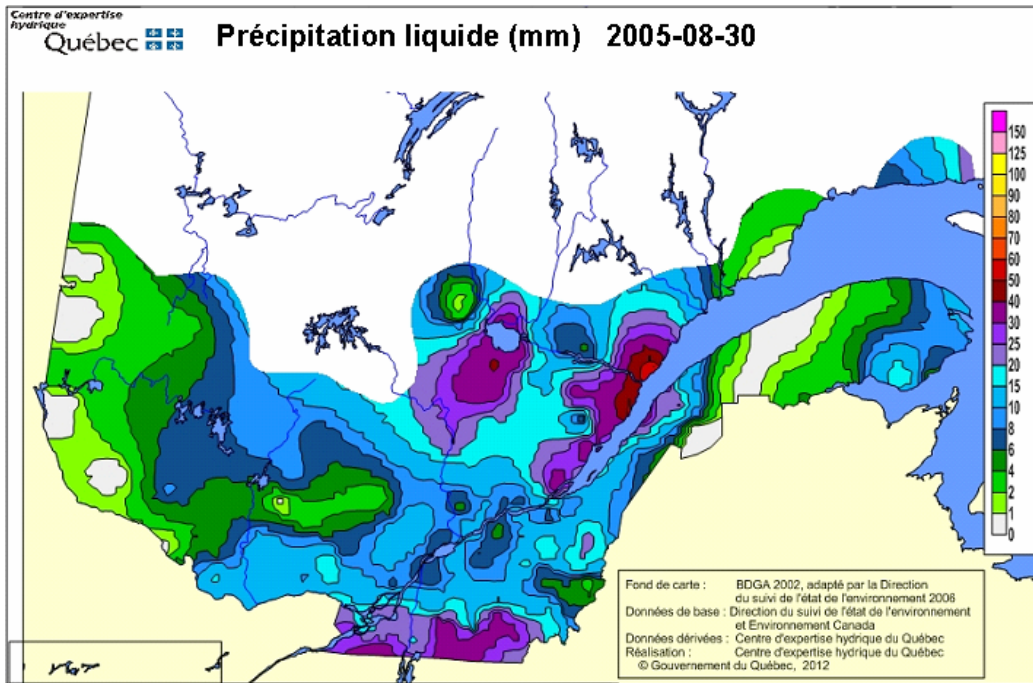 Centre d'expertise
hydrique
Québec
Précipitation liquide (mm) 2005-08-30
150
125
100
90
80
70
60
50
40
30
25
20
15
10
8
6
4
2
1
0
Fond de carte : BDGA 2002, adapté par la Direction
du suivi de l'état de l'environnement 2006
Données de base : Direction du suivi de l'état de l'environnement
et Environnement Canada
Données dérivées : Centre d'expertise hydrique du Québec
Réalisation : Centre d'expertise hydrique du Québec
© Gouvernement du Québec, 2012